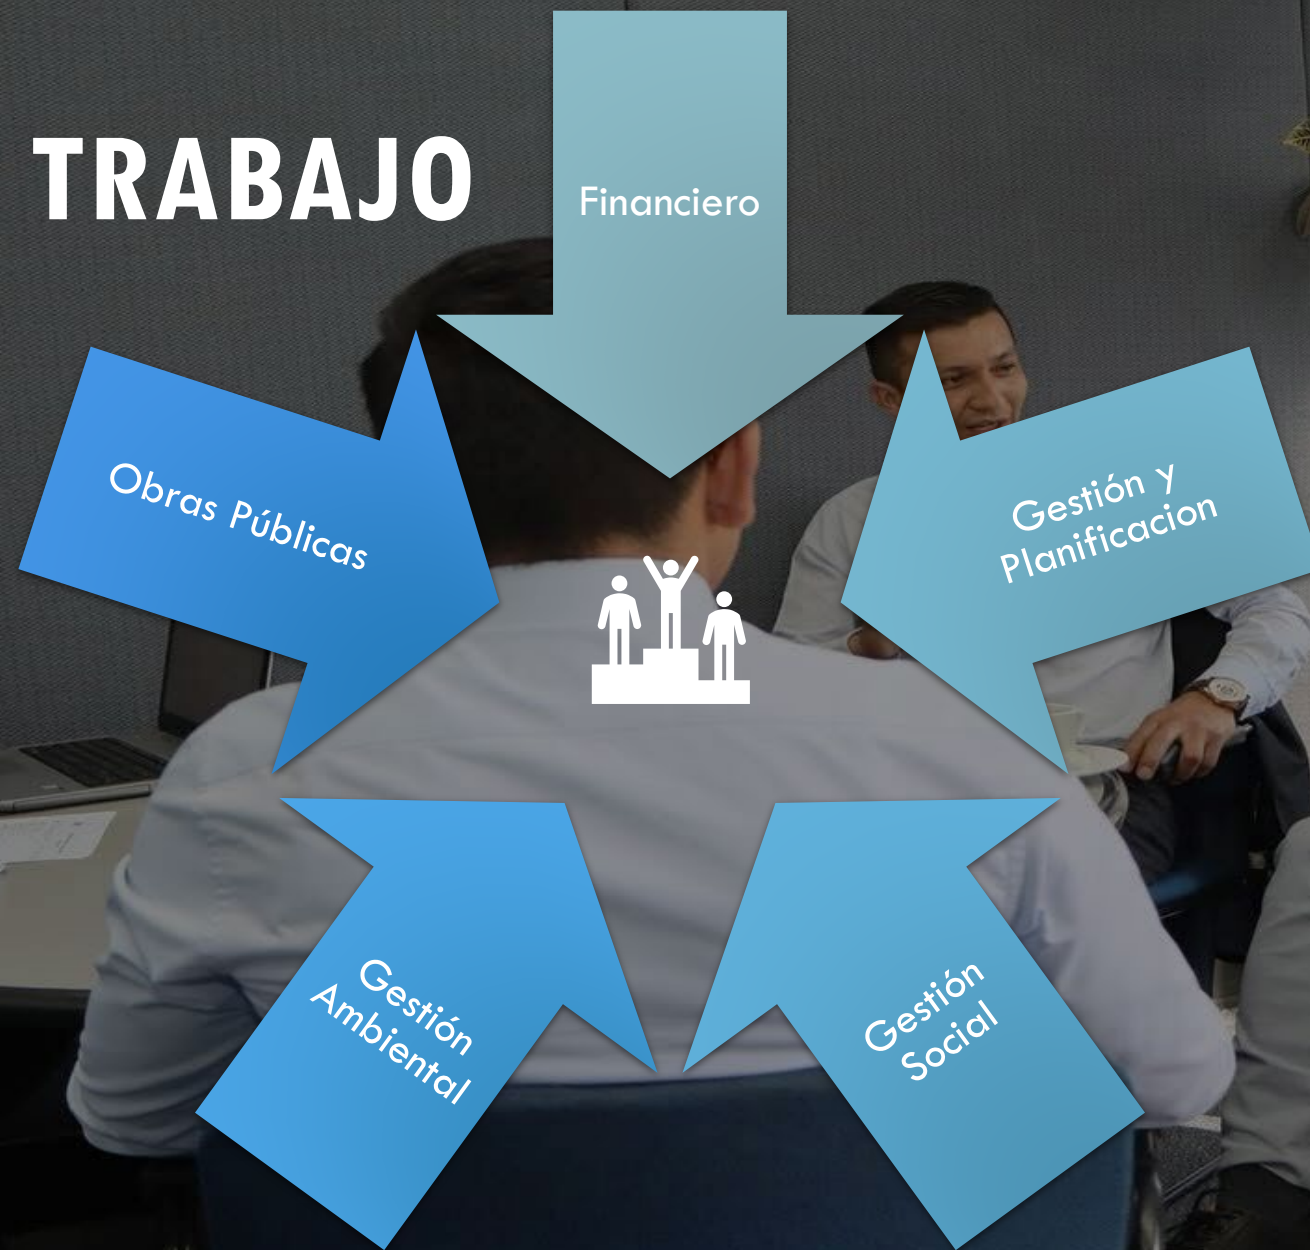 TRABAJO
Financiero
Obras Públicas
Gestión y
Planificacion
Gestión
Ambiental
Gestión
Social